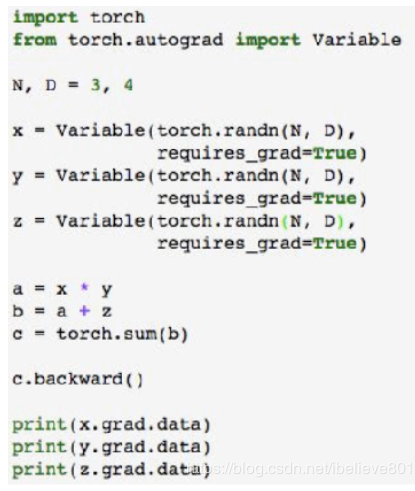 import torch
from torch.autograd import Variable
N, D = 3, 4
x = Variable(torch.randn(N, D),
requires_grad=True)
y = Variable(torch.randn(N, D),
requires_grad=True)
z = Variable(torch.randn(N, D),
requires_grad=True)
a = x * y
b = a + z
c = torch.sum(b)
c.backward()
print(x.grad.data)
print(y.grad.data)
print(z.grad.data)
https://blog.csdn.net/ibelieve801